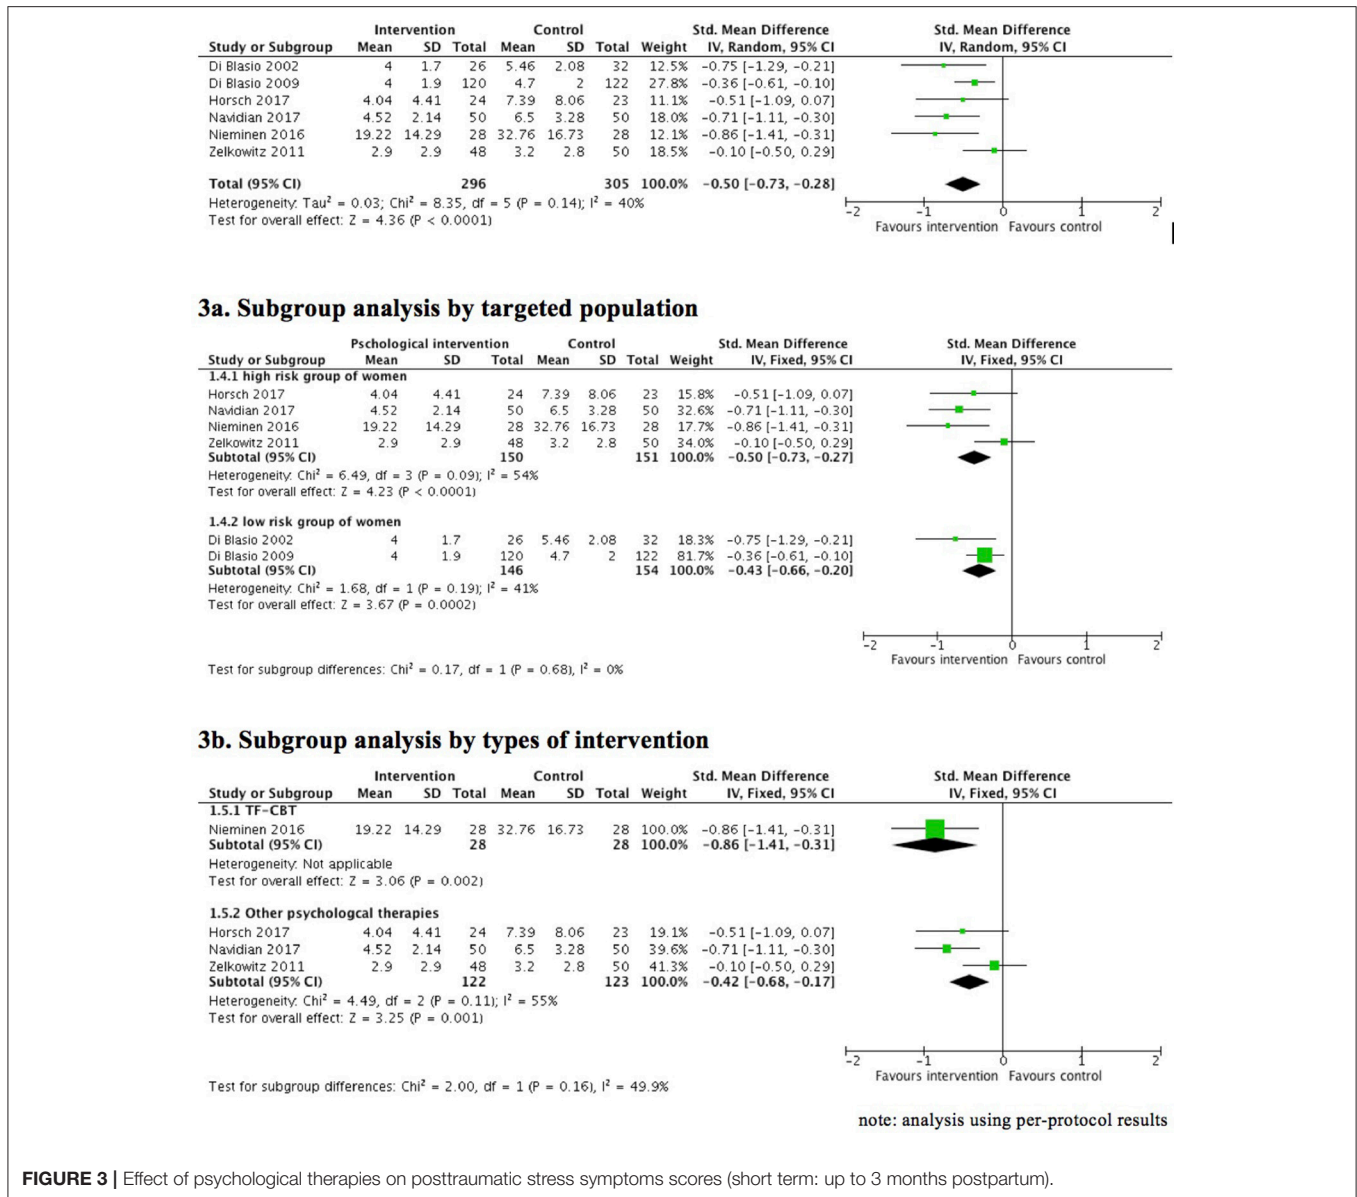 Intervention Control Std. Mean Difference Std. Mean Difference
Study or Subgroup Mean SD Total Mean SD Total Weight IV, Random, 95% CI IV, Random, 95% CI
Di Blasio 2002 4 1.7 26 5.46 2.08 32 12.5% −0.75 [−1.29, −0.21]
Di Blasio 2009 4 1.9 120 4.7 2 122 27.8% −0.36 [−0.61, −0.10]
Horsch 2017 4.04 4.41 24 7.39 8.06 23 11.1% −0.51 [−1.09, 0.07]
Navidian 2017 4.52 2.14 50 6.5 3.28 50 18.0% −0.71 [−1.11, −0.30]
Nieminen 2016 19.22 14.29 28 32.76 16.73 28 12.1% −0.86 [−1.41, −0.31]
Zelkowitz 2011 2.9 2.9 48 3.2 2.8 50 18.5% −0.10 [−0.50, 0.29]
Total (95% CI) 296 305 100.0% −0.50 [−0.73, −0.28]
Heterogeneity: Tau² = 0.03; Chi² = 8.35, df = 5 (P = 0.14); I² = 40%
Test for overall effect: Z = 4.36 (P < 0.0001)
-2 -1 0 1 2
Favours intervention Favours control
3a. Subgroup analysis by targeted population
Pschological intervention Control Std. Mean Difference Std. Mean Difference
Study or Subgroup Mean SD Total Mean SD Total Weight IV, Fixed, 95% CI IV, Fixed, 95% CI
1.4.1 high risk group of women
Horsch 2017 4.04 4.41 24 7.39 8.06 23 15.8% −0.51 [−1.09, 0.07]
Navidian 2017 4.52 2.14 50 6.5 3.28 50 32.6% −0.71 [−1.11, −0.30]
Nieminen 2016 19.22 14.29 28 32.76 16.73 28 17.7% −0.86 [−1.41, −0.31]
Zelkowitz 2011 2.9 2.9 48 3.2 2.8 50 34.0% −0.10 [−0.50, 0.29]
Subtotal (95% CI) 150 151 100.0% −0.50 [−0.73, −0.27]
Heterogeneity: Chi² = 6.49, df = 3 (P = 0.09); I² = 54%
Test for overall effect: Z = 4.23 (P < 0.0001)
1.4.2 low risk group of women
Di Blasio 2002 4 1.7 26 5.46 2.08 32 18.3% −0.75 [−1.29, −0.21]
Di Blasio 2009 4 1.9 120 4.7 2 122 81.7% −0.36 [−0.61, −0.10]
Subtotal (95% CI) 146 154 100.0% −0.43 [−0.66, −0.20]
Heterogeneity: Chi² = 1.68, df = 1 (P = 0.19); I² = 41%
Test for overall effect: Z = 3.67 (P = 0.0002)
-2 -1 0 1 2
Favours intervention Favours control
Test for subgroup differences: Chi² = 0.17, df = 1 (P = 0.68), I² = 0%
3b. Subgroup analysis by types of intervention
Intervention Control Std. Mean Difference Std. Mean Difference
Study or Subgroup Mean SD Total Mean SD Total Weight IV, Fixed, 95% CI IV, Fixed, 95% CI
1.5.1 TF-CBT
Nieminen 2016 19.22 14.29 28 32.76 16.73 28 100.0% −0.86 [−1.41, −0.31]
Subtotal (95% CI) 28 28 100.0% −0.86 [−1.41, −0.31]
Heterogeneity: Not applicable
Test for overall effect: Z = 3.06 (P = 0.002)
1.5.2 Other psychologcal therapies
Horsch 2017 4.04 4.41 24 7.39 8.06 23 19.1% −0.51 [−1.09, 0.07]
Navidian 2017 4.52 2.14 50 6.5 3.28 50 39.6% −0.71 [−1.11, −0.30]
Zelkowitz 2011 2.9 2.9 48 3.2 2.8 50 41.3% −0.10 [−0.50, 0.29]
Subtotal (95% CI) 122 123 100.0% −0.42 [−0.68, −0.17]
Heterogeneity: Chi² = 4.49, df = 2 (P = 0.11); I² = 55%
Test for overall effect: Z = 3.25 (P = 0.001)
-2 -1 0 1 2
Favours intervention Favours control
Test for subgroup differences: Chi² = 2.00, df = 1 (P = 0.16), I² = 49.9%
note: analysis using per-protocol results
FIGURE 3 | Effect of psychological therapies on posttraumatic stress symptoms scores (short term: up to 3 months postpartum).